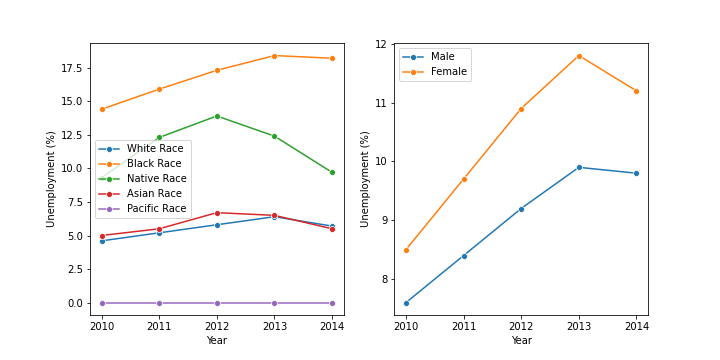 Unemployment (%)
17.5
15.0
12.5
10.0
7.5
5.0
2.5
0.0
White Race
Black Race
Native Race
Asian Race
Pacific Race
2010 2011 2012 2013 2014
Year
Unemployment (%)
12
11
10
9
8
Male
Female
2010 2011 2012 2013 2014
Year